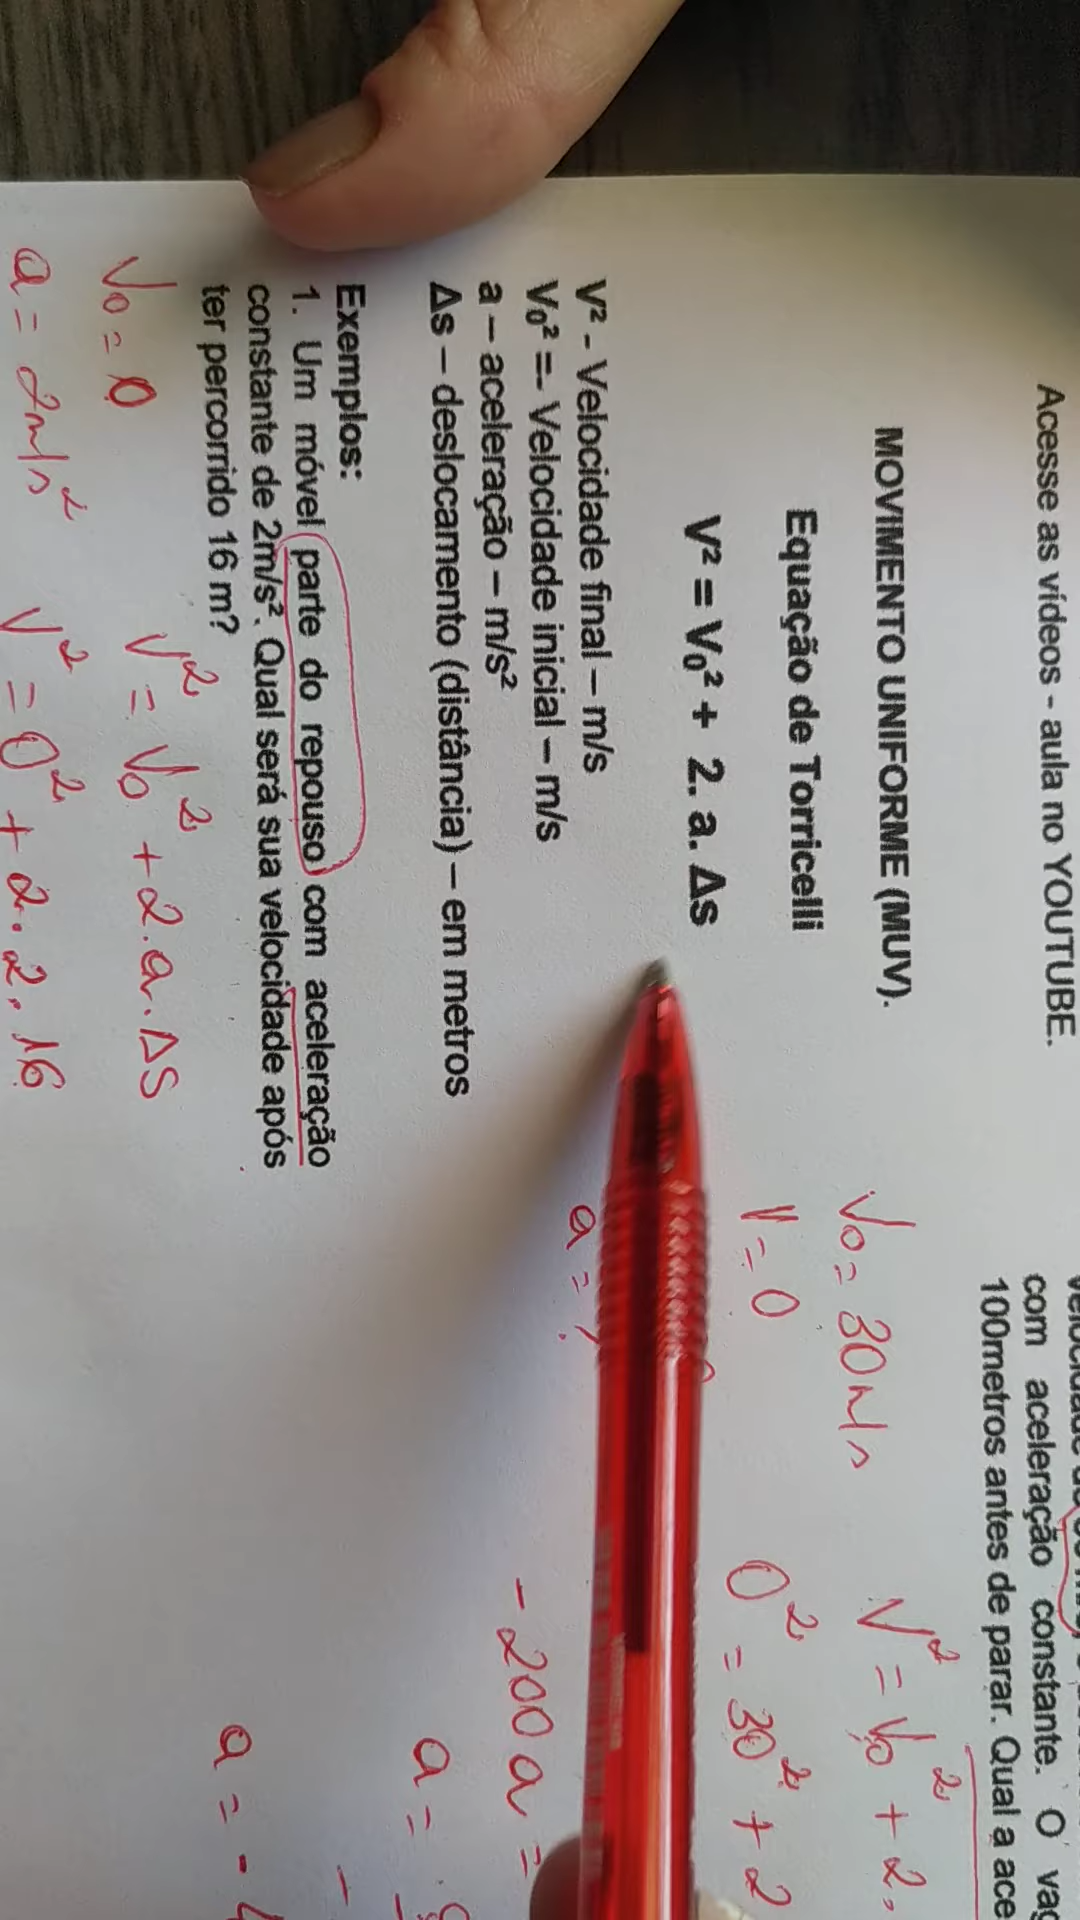 Acesse as vídeos - aula no YOUTUBE.
MOVIMENTO UNIFORME (MUV).
Equação de Torricelli
V² = V₀² + 2. a. Δs
V² - Velocidade final – m/s
V₀² =- Velocidade inicial – m/s
a – aceleração – m/s²
Δs – deslocamento (distância) – em metros
Exemplos:
1. Um móvel parte do repouso com aceleração
constante de 2m/s². Qual será sua velocidade após
ter percorrido 16 m?
V₀ = 0
a = 2m/s²
V² = V₀² + 2.a.ΔS
V² = 0² + 2.2.16
com aceleração constante. O
100metros antes de parar. Qual a
V₀ = 30m/s
V = 0
a = ?
V² = V₀² + 2.
0² = 30² + 2
- 200a =
a =
a = -